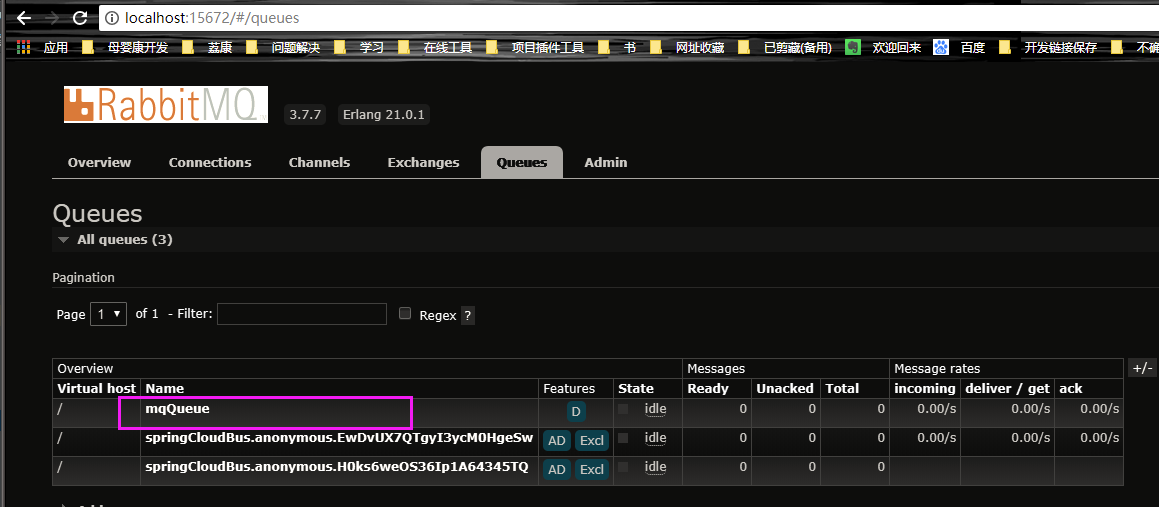 localhost:15672/#/queues
应用 母婴康开发 荔康 问题解决 学习 在线工具 项目插件工具 书 网址收藏 已剪藏(备用) 欢迎回来 百度 开发链接保存 不确
RabbitMQ 3.7.7 Erlang 21.0.1
Overview Connections Channels Exchanges Queues Admin
Queues
All queues (3)
Pagination
Page 1 of 1 - Filter: Regex ?
Overview Messages Message rates +/-
Virtual host Name Features State Ready Unacked Total incoming deliver / get ack
/ mqQueue D idle 0 0 0 0.00/s 0.00/s 0.00/s
/ springCloudBus.anonymous.EwDvUX7QTgyI3ycM0HgeSw AD Excl idle 0 0 0 0.00/s 0.00/s 0.00/s
/ springCloudBus.anonymous.H0ks6weOS36Ip1A64345TQ AD Excl idle 0 0 0